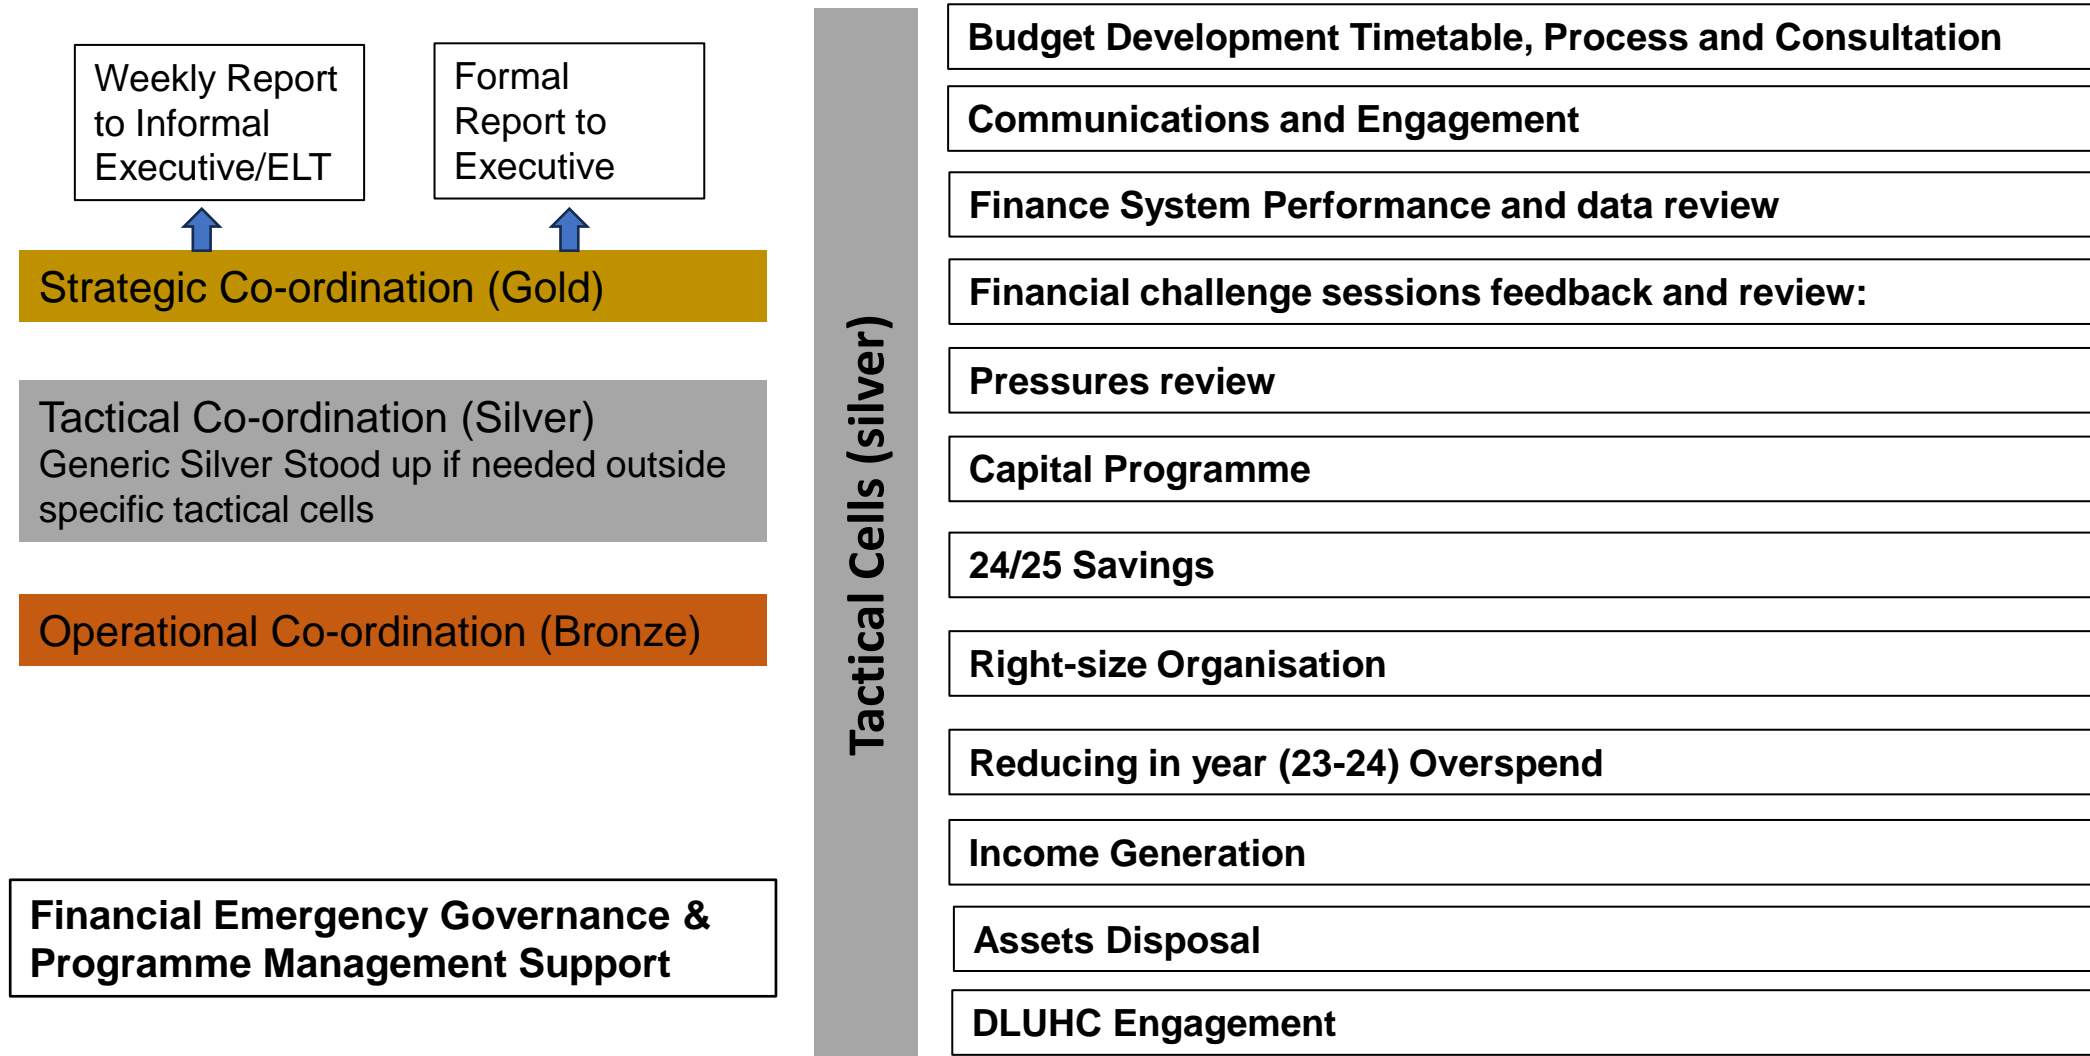 Weekly Report
to Informal
Executive/ELT
Formal
Report to
Executive
Strategic Co-ordination (Gold)
Tactical Co-ordination (Silver)
Generic Silver Stood up if needed outside
specific tactical cells
Operational Co-ordination (Bronze)
Financial Emergency Governance &
Programme Management Support
Tactical Cells (silver)
Budget Development Timetable, Process and Consultation
Communications and Engagement
Finance System Performance and data review
Financial challenge sessions feedback and review:
Pressures review
Capital Programme
24/25 Savings
Right-size Organisation
Reducing in year (23-24) Overspend
Income Generation
Assets Disposal
DLUHC Engagement